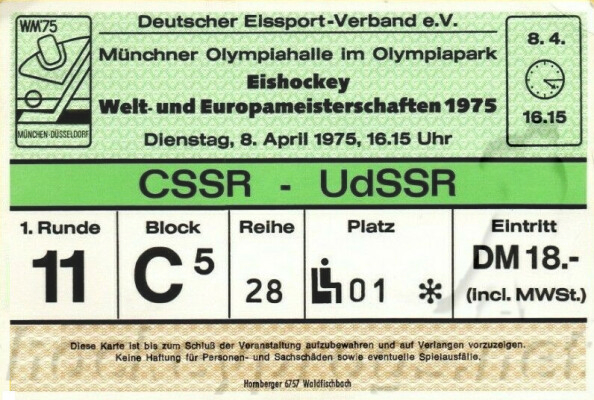 Deutscher Eissport-Verband e.V.
WM'75
MÜNCHEN-DÜSSELDORF
Münchner Olympiahalle im Olympiapark
Eishockey
Welt- und Europameisterschaften 1975
Dienstag, 8. April 1975, 16.15 Uhr
8. 4.
16.15
CSSR - UdSSR
1. Runde
11
Block
C 5
Reihe
28
Platz
01 *
Eintritt
DM 18.-
(incl. MWSt.)
Diese Karte ist bis zum Schluß der Veranstaltung aufzubewahren und auf Verlangen vorzuzeigen.
Keine Haftung für Personen- und Sachschäden sowie eventuelle Spielausfälle.
Homberger 6757 Waldfischbach